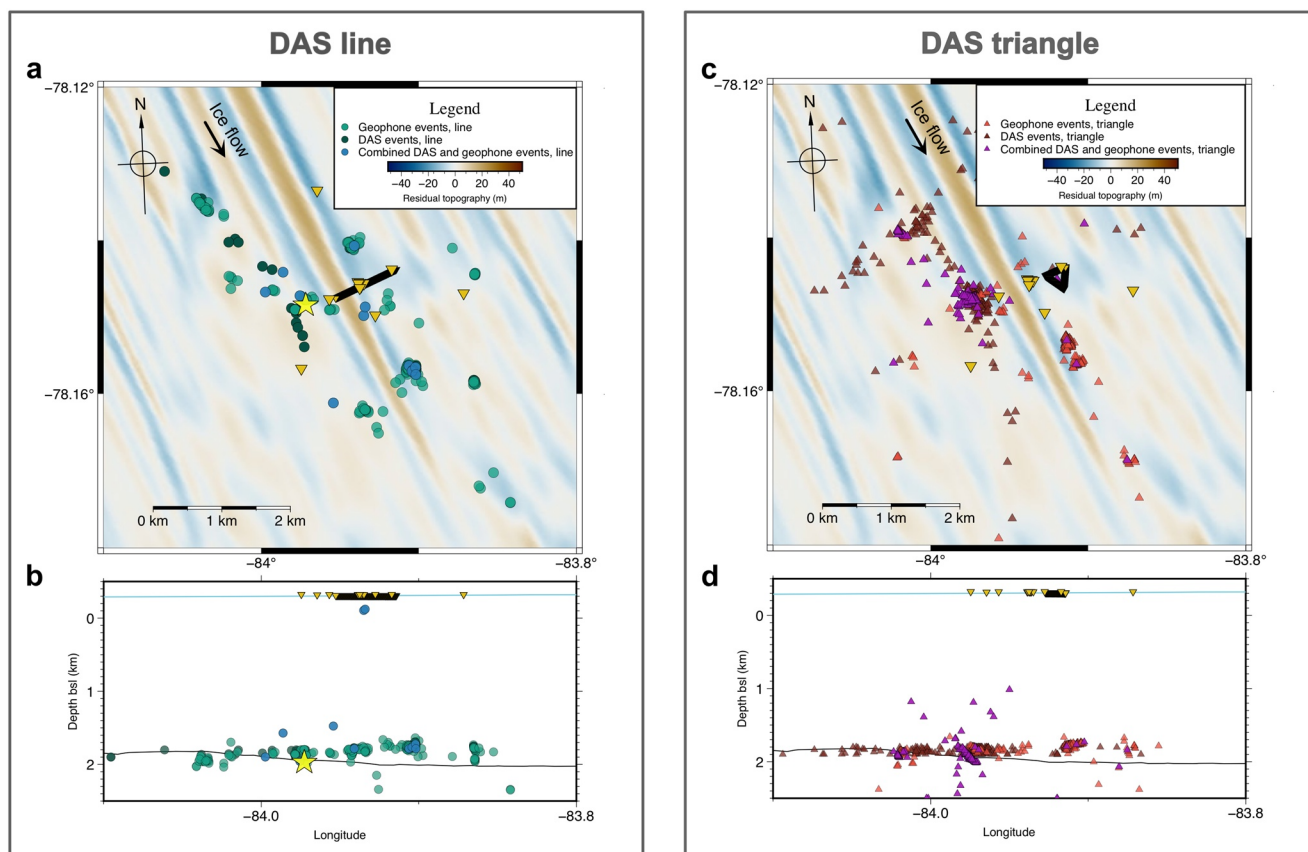 DAS line
a
−78.12°
N
Ice flow
Legend
Geophone events, line
DAS events, line
Combined DAS and geophone events, line
−40 −20 0 20 40
Residual topography (m)
−78.16°
0 km 1 km 2 km
−84° −83.8°
b
0
1
2
Depth bsl (km)
−84.0 −83.8
Longitude
DAS triangle
c
−78.12°
N
Ice flow
Legend
Geophone events, triangle
DAS events, triangle
Combined DAS and geophone events, triangle
−40 −20 0 20 40
Residual topography (m)
−78.16°
0 km 1 km 2 km
−84° −83.8°
d
0
1
2
Depth bsl (km)
−84.0 −83.8
Longitude